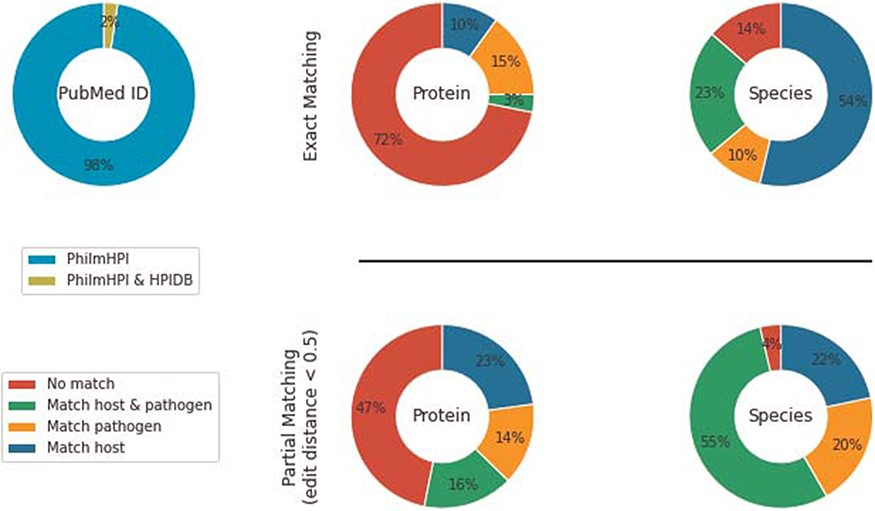 2%
PubMed ID
98%
PhilmHPI
PhilmHPI & HPIDB
No match
Match host & pathogen
Match pathogen
Match host
Exact Matching
10%
15%
Protein
3%
72%
14%
23%
Species
54%
10%
Partial Matching
(edit distance < 0.5)
23%
47%
Protein
14%
16%
4%
22%
Species
55%
20%